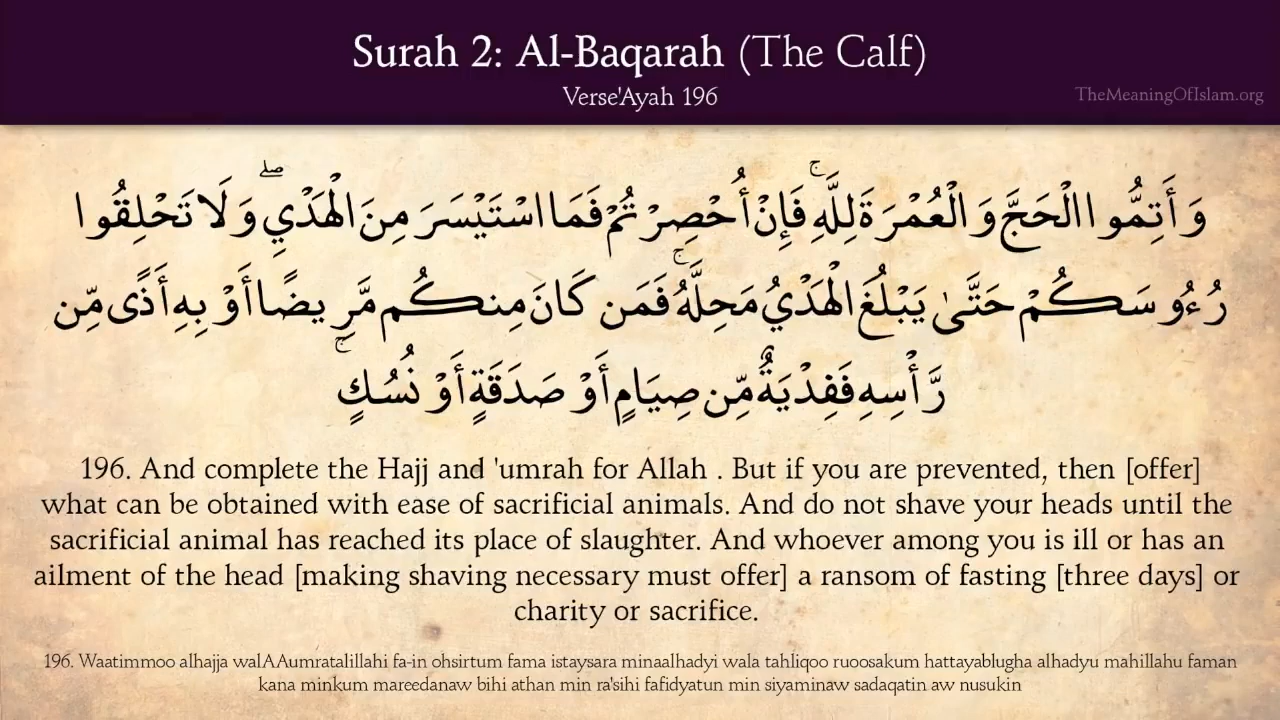 Surah 2: Al-Baqarah (The Calf)
Verse'Ayah 196
TheMeaningOfIslam.org
وَأَتِمُّوا الْحَجَّ وَالْعُمْرَةَ لِلَّهِ ۚ فَإِنْ أُحْصِرْتُمْ فَمَا اسْتَيْسَرَ مِنَ الْهَدْيِ ۖ وَلَا تَحْلِقُوا
رُءُوسَكُمْ حَتَّىٰ يَبْلُغَ الْهَدْيُ مَحِلَّهُ ۚ فَمَن كَانَ مِنكُم مَّرِيضًا أَوْ بِهِ أَذًى مِّن
رَّأْسِهِ فَفِدْيَةٌ مِّن صِيَامٍ أَوْ صَدَقَةٍ أَوْ نُسُكٍ ۚ
196. And complete the Hajj and 'umrah for Allah . But if you are prevented, then [offer]
what can be obtained with ease of sacrificial animals. And do not shave your heads until the
sacrificial animal has reached its place of slaughter. And whoever among you is ill or has an
ailment of the head [making shaving necessary must offer] a ransom of fasting [three days] or
charity or sacrifice.
196. Waatimmoo alhajja walAAumratalillahi fa-in ohsirtum fama istaysara minaalhadyi wala tahliqoo ruoosakum hattayablugha alhadyu mahillahu faman
kana minkum mareedanaw bihi athan min ra'sihi fafidyatun min siyaminaw sadaqatin aw nusukin